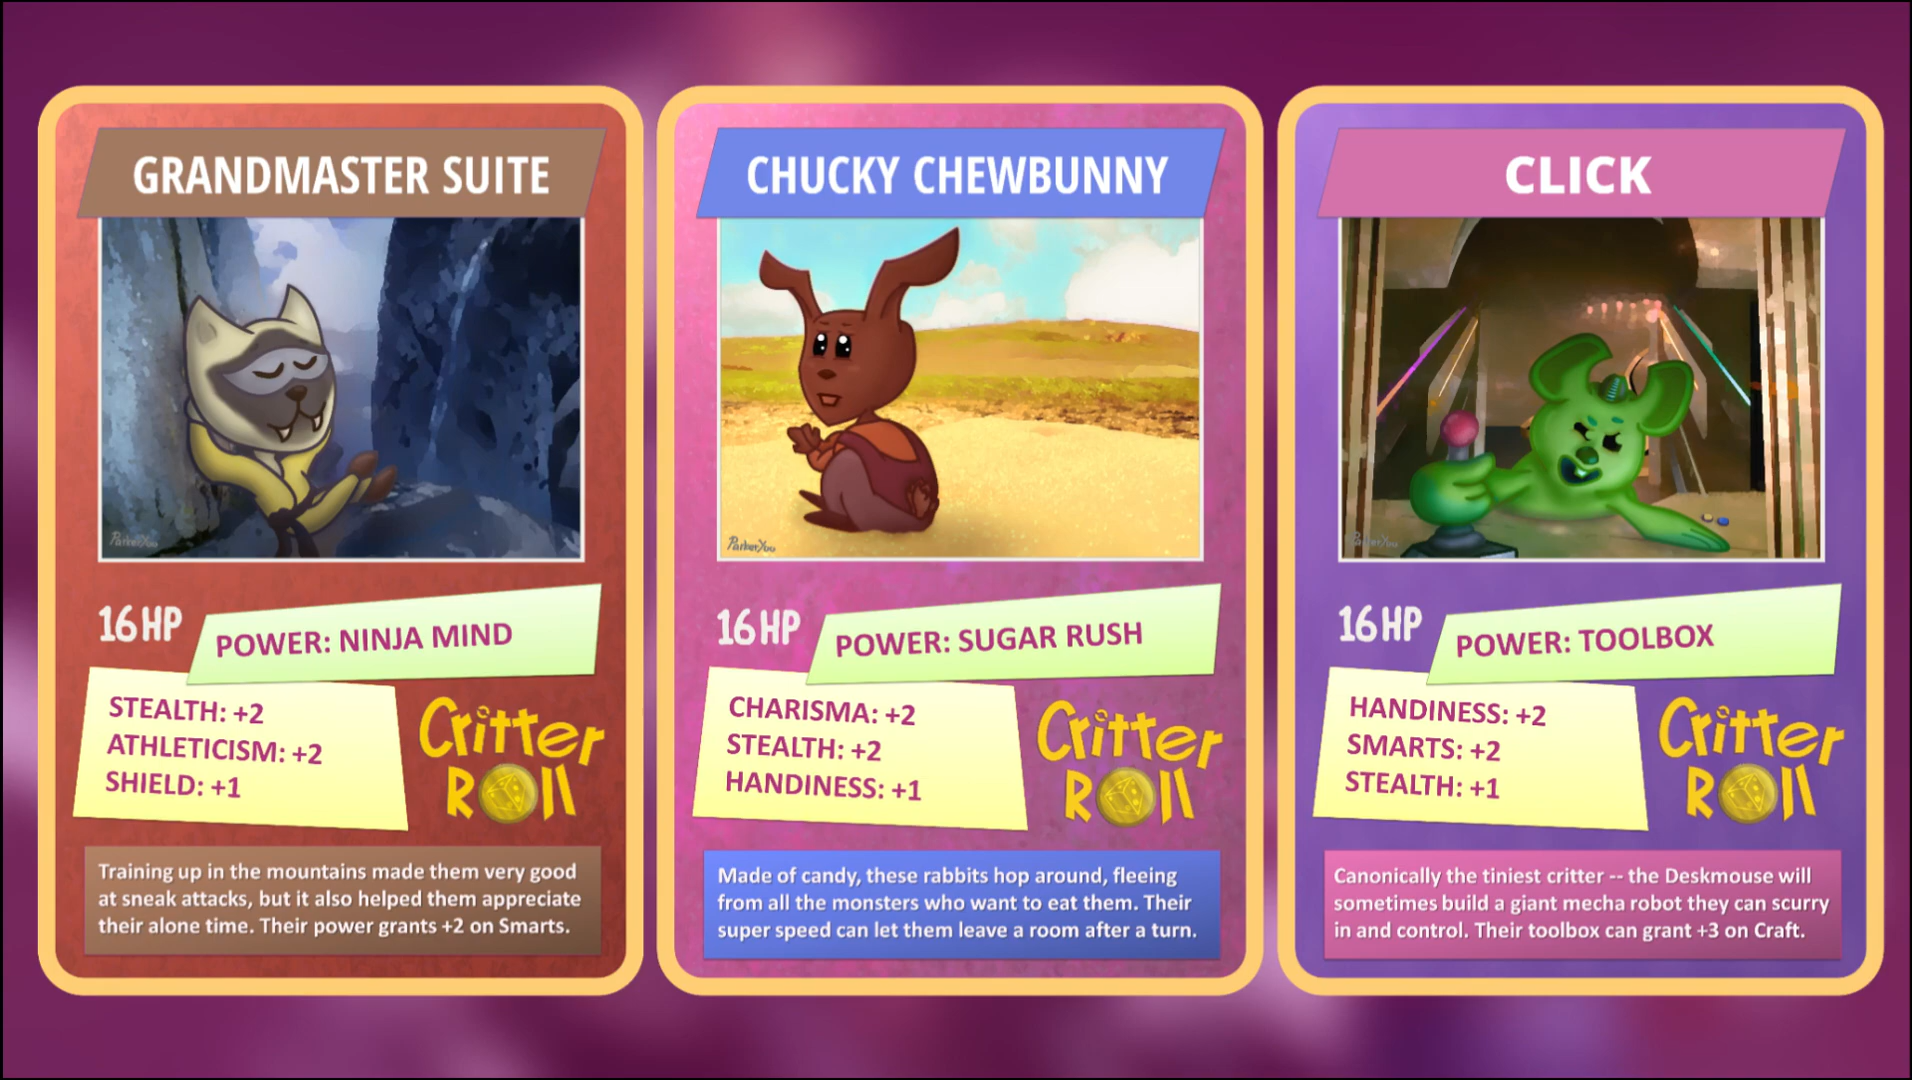 GRANDMASTER SUITE
ParkerYou
16 HP
POWER: NINJA MIND
STEALTH: +2
ATHLETICISM: +2
SHIELD: +1
Critter
Roll
Training up in the mountains made them very good
at sneak attacks, but it also helped them appreciate
their alone time. Their power grants +2 on Smarts.
CHUCKY CHEWBUNNY
ParkerYou
16 HP
POWER: SUGAR RUSH
CHARISMA: +2
STEALTH: +2
HANDINESS: +1
Critter
Roll
Made of candy, these rabbits hop around, fleeing
from all the monsters who want to eat them. Their
super speed can let them leave a room after a turn.
CLICK
ParkerYou
16 HP
POWER: TOOLBOX
HANDINESS: +2
SMARTS: +2
STEALTH: +1
Critter
Roll
Canonically the tiniest critter -- the Deskmouse will
sometimes build a giant mecha robot they can scurry
in and control. Their toolbox can grant +3 on Craft.